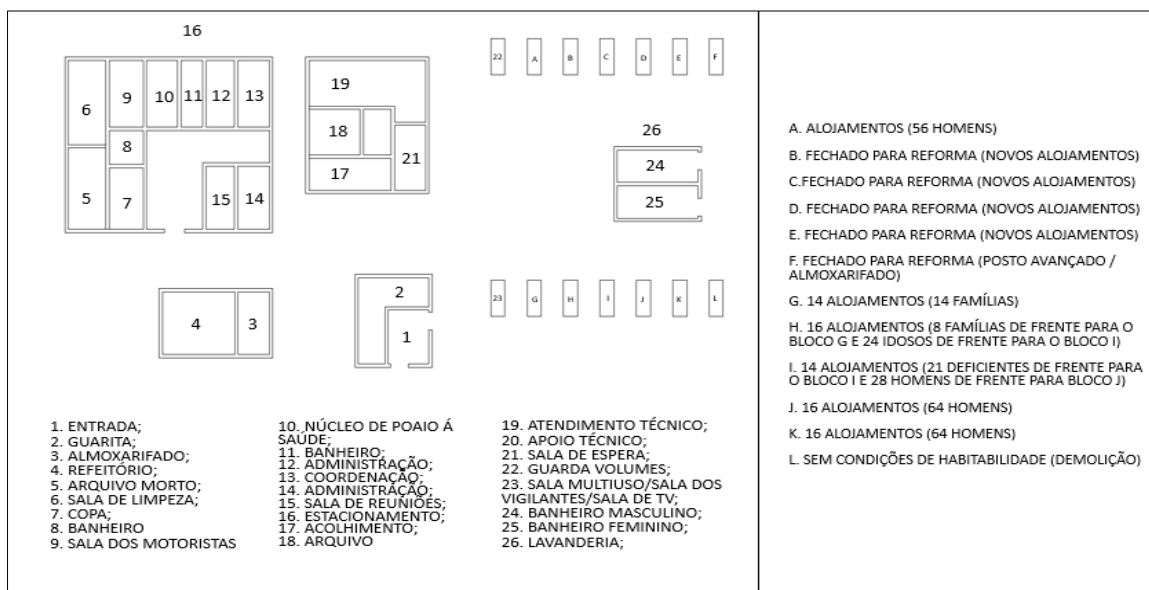 16
6
9
10
11
12
13
8
5
7
15
14
19
18
21
17
22
A
B
C
D
E
F
26
24
25
4
3
2
1
23
G
H
I
J
K
L
1. ENTRADA;
2. GUARITA;
3. ALMOXARIFADO;
4. REFEITÓRIO;
5. ARQUIVO MORTO;
6. SALA DE LIMPEZA;
7. COPA;
8. BANHEIRO
9. SALA DOS MOTORISTAS
10. NÚCLEO DE POAIO Á
SAÚDE;
11. BANHEIRO;
12. ADMINISTRAÇÃO;
13. COORDENAÇÃO;
14. ADMINISTRAÇÃO;
15. SALA DE REUNIÕES;
16. ESTACIONAMENTO;
17. ACOLHIMENTO;
18. ARQUIVO
19. ATENDIMENTO TÉCNICO;
20. APOIO TÉCNICO;
21. SALA DE ESPERA;
22. GUARDA VOLUMES;
23. SALA MULTIUSO/SALA DOS
VIGILANTES/SALA DE TV;
24. BANHEIRO MASCULINO;
25. BANHEIRO FEMININO;
26. LAVANDERIA;
A. ALOJAMENTOS (56 HOMENS)
B. FECHADO PARA REFORMA (NOVOS ALOJAMENTOS)
C.FECHADO PARA REFORMA (NOVOS ALOJAMENTOS)
D. FECHADO PARA REFORMA (NOVOS ALOJAMENTOS)
E. FECHADO PARA REFORMA (NOVOS ALOJAMENTOS)
F. FECHADO PARA REFORMA (POSTO AVANÇADO /
ALMOXARIFADO)
G. 14 ALOJAMENTOS (14 FAMÍLIAS)
H. 16 ALOJAMENTOS (8 FAMÍLIAS DE FRENTE PARA O
BLOCO G E 24 IDOSOS DE FRENTE PARA O BLOCO I)
I. 14 ALOJAMENTOS (21 DEFICIENTES DE FRENTE PARA
O BLOCO I E 28 HOMENS DE FRENTE PARA BLOCO J)
J. 16 ALOJAMENTOS (64 HOMENS)
K. 16 ALOJAMENTOS (64 HOMENS)
L. SEM CONDIÇÕES DE HABITABILIDADE (DEMOLIÇÃO)